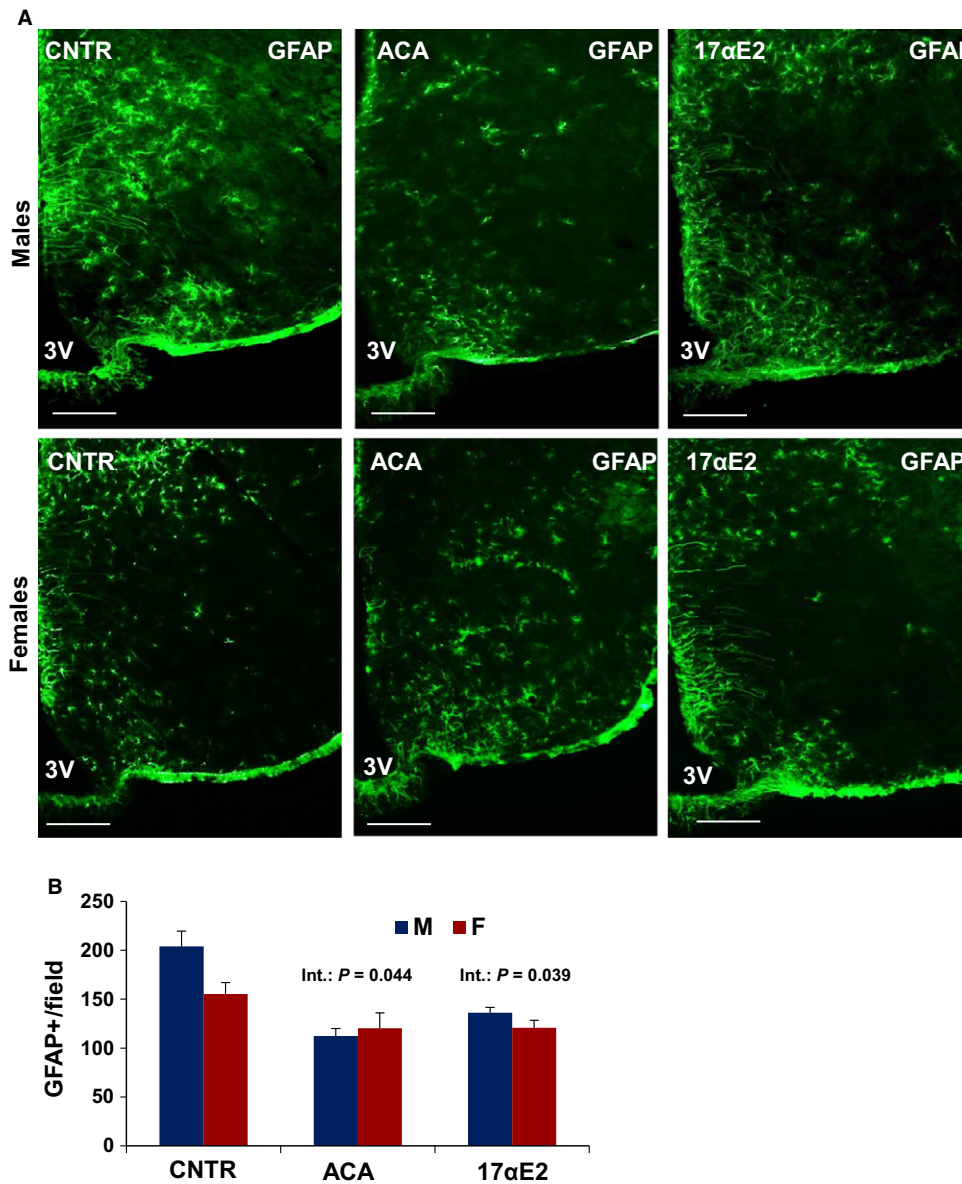 A
CNTR GFAP
ACA GFAP
17αE2 GFAI
Males
3V
3V
3V
CNTR
ACA GFAP
17αE2 GFAP
Females
3V
3V
3V
B
250
200
150
100
50
0
GFAP+/field
M F
Int.: P = 0.044
Int.: P = 0.039
CNTR
ACA
17αE2